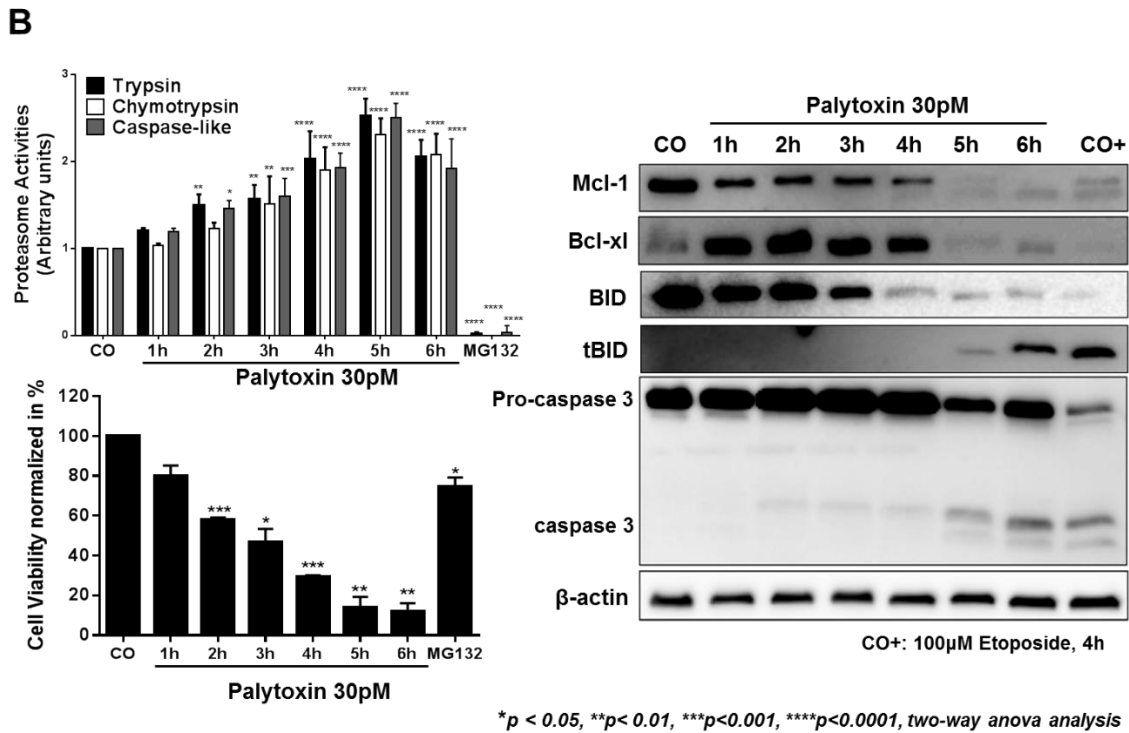 B
3
2
1
0
Proteasome Activities
(Arbitrary units)
Trypsin
Chymotrypsin
Caspase-like
** *
** ** ***
**** **** ****
**** **** ****
**** **** ****
**** **** ****
CO 1h 2h 3h 4h 5h 6h MG132
Palytoxin 30pM
120
100
80
60
40
20
0
Cell Viability normalized in %
*** * *** ** ** *
CO 1h 2h 3h 4h 5h 6h MG132
Palytoxin 30pM
Palytoxin 30pM
CO 1h 2h 3h 4h 5h 6h CO+
Mcl-1
Bcl-xl
BID
tBID
Pro-caspase 3
caspase 3
β-actin
CO+: 100µM Etoposide, 4h
*p < 0.05, **p< 0.01, ***p<0.001, ****p<0.0001, two-way anova analysis